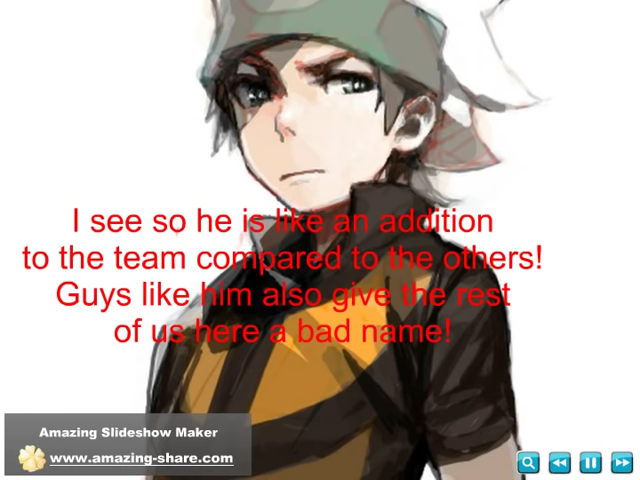 I see so he is like an addition
to the team compared to the others!
Guys like him also give the rest
of us here a bad name!
Amazing Slideshow Maker
www.amazing-share.com